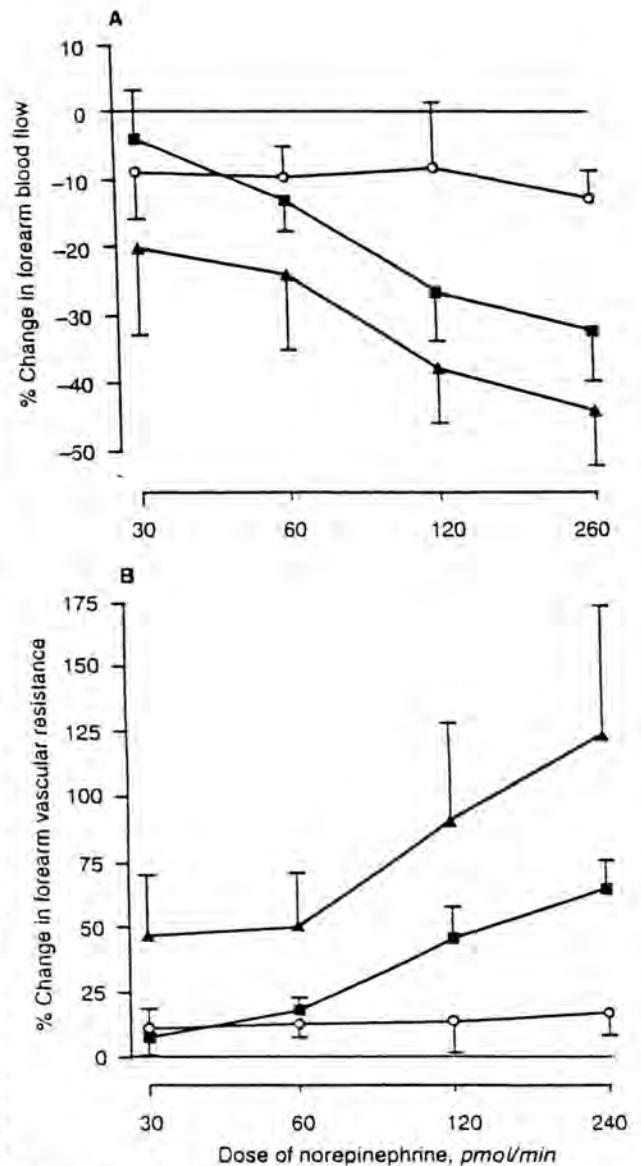 A
% Change in forearm blood flow
10
0
–10
–20
–30
–40
–50
30 60 120 260
B
% Change in forearm vascular resistance
175
150
125
100
75
50
25
0
30 60 120 240
Dose of norepinephrine, pmol/min